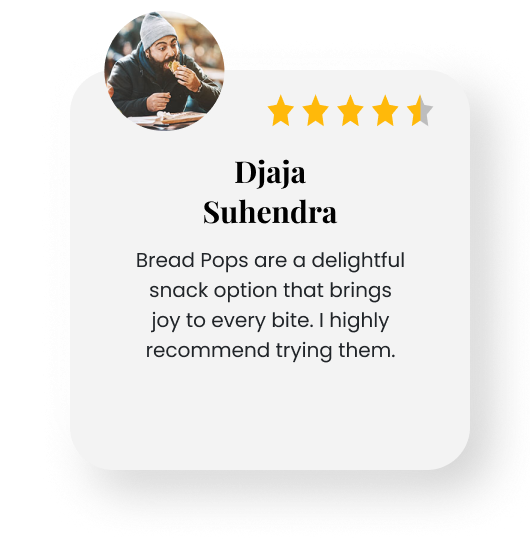 Djaja
Suhendra
Bread Pops are a delightful
snack option that brings
joy to every bite. I highly
recommend trying them.